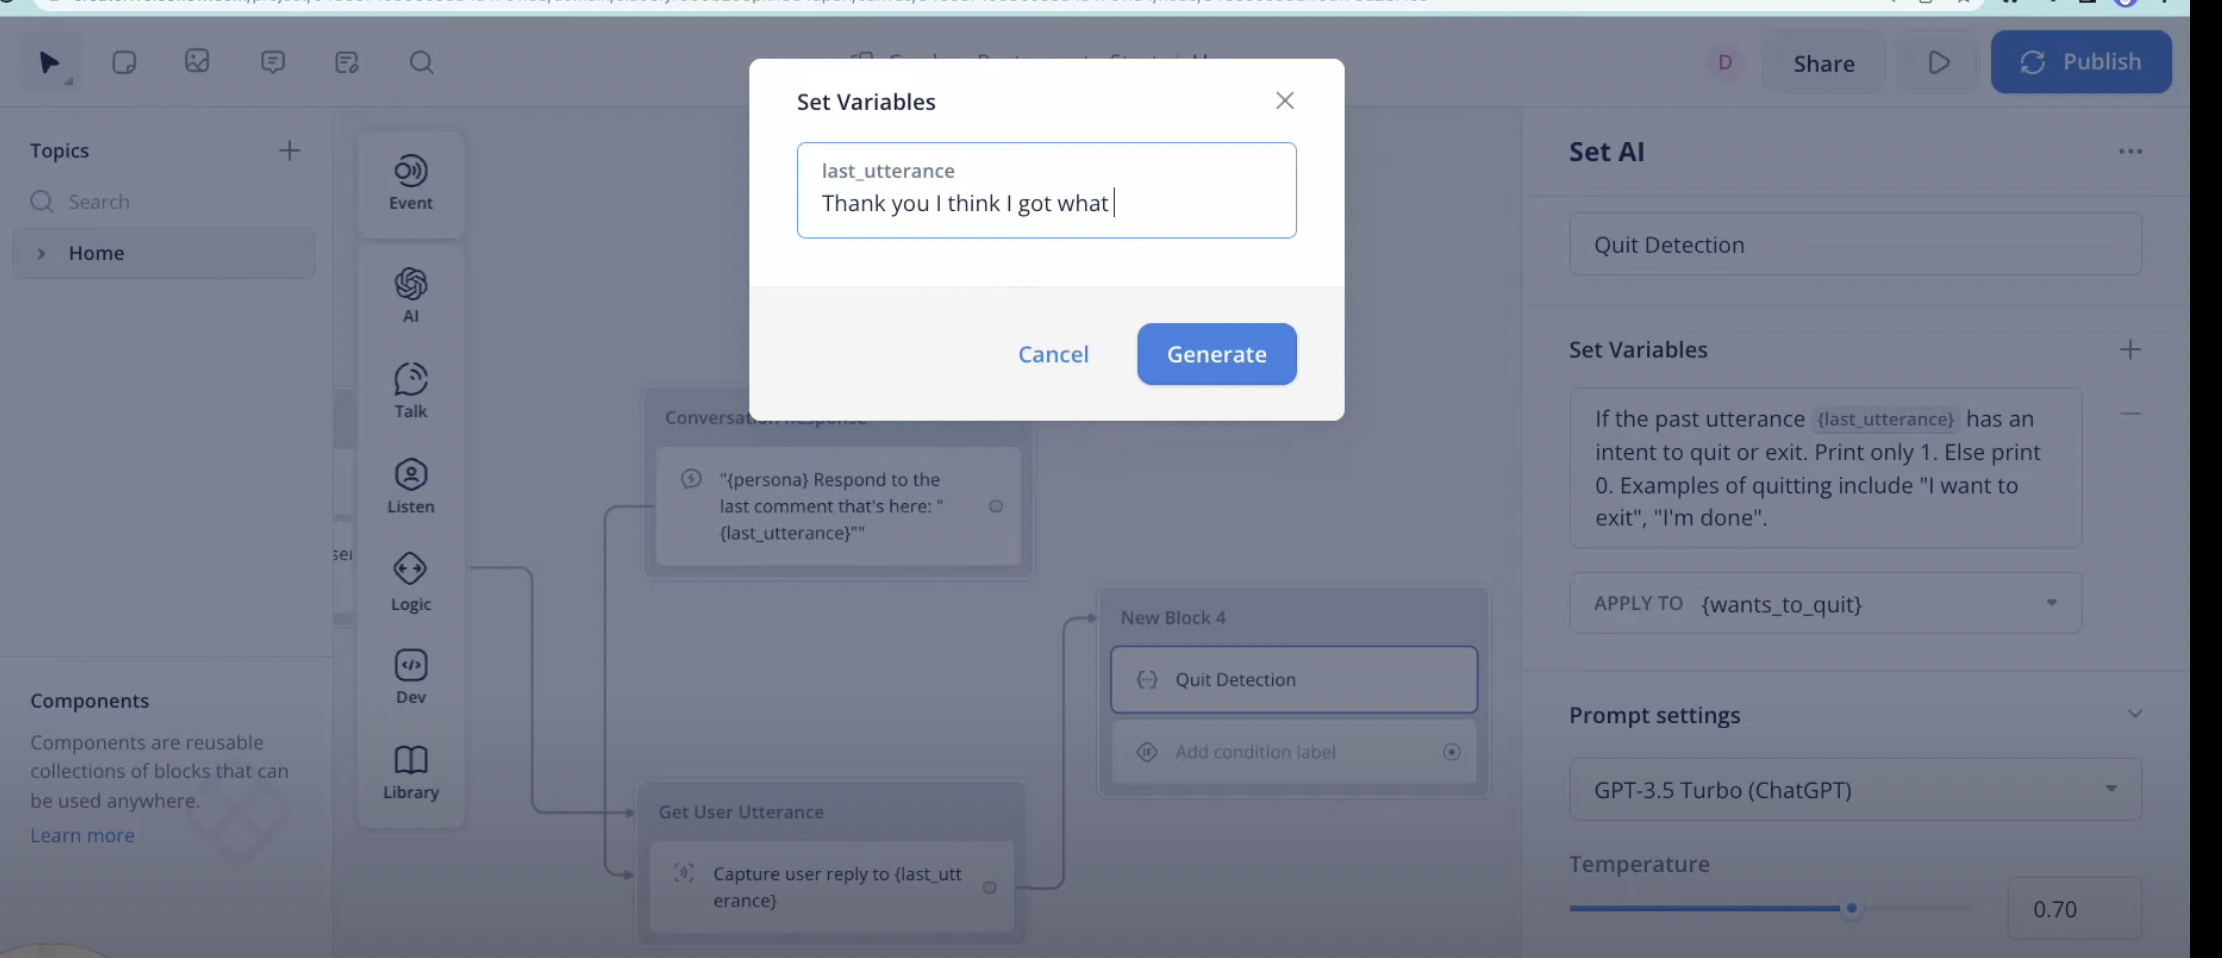 D
Share
Publish
Topics
Search
Home
Components
Components are reusable
collections of blocks that can
be used anywhere.
Learn more
Event
AI
Talk
Listen
Logic
Dev
Library
Set Variables
last_utterance
Thank you I think I got what
Cancel
Generate
Conversation Response
"{persona} Respond to the
last comment that's here: "
{last_utterance}""
Get User Utterance
Capture user reply to {last_utt
erance}
New Block 4
Quit Detection
Add condition label
Set AI
Quit Detection
Set Variables
If the past utterance {last_utterance} has an
intent to quit or exit. Print only 1. Else print
0. Examples of quitting include "I want to
exit", "I'm done".
APPLY TO {wants_to_quit}
Prompt settings
GPT-3.5 Turbo (ChatGPT)
Temperature
0.70